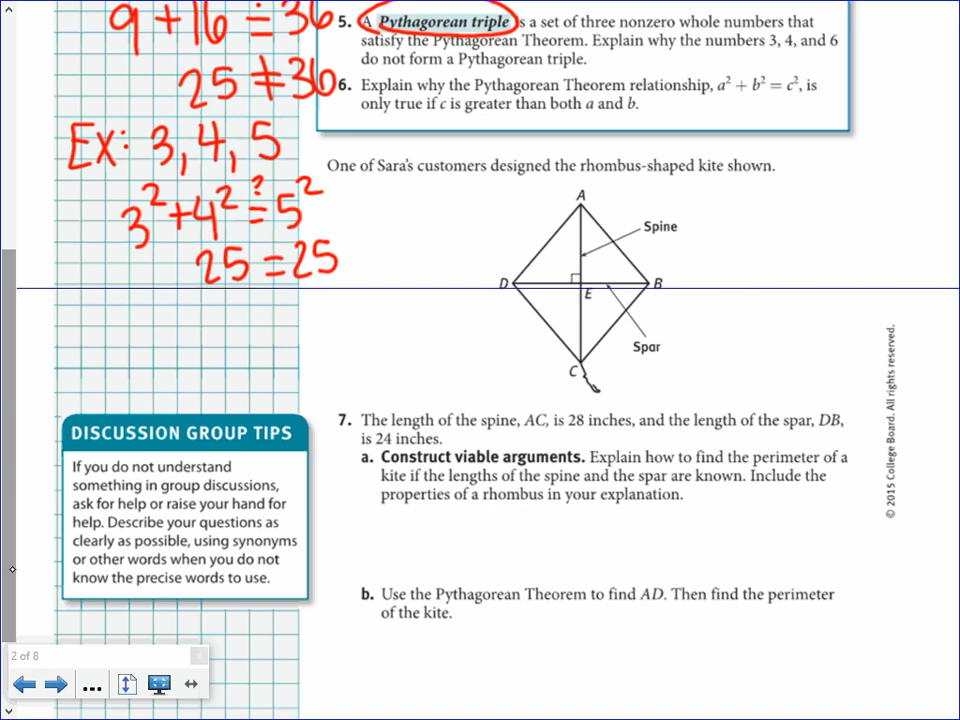 9 + 16 ≟ 36
25 ≠ 36
Ex: 3, 4, 5
3² + 4² ≟ 5²
25 = 25
5. A Pythagorean triple is a set of three nonzero whole numbers that
satisfy the Pythagorean Theorem. Explain why the numbers 3, 4, and 6
do not form a Pythagorean triple.
6. Explain why the Pythagorean Theorem relationship, a² + b² = c², is
only true if c is greater than both a and b.
One of Sara's customers designed the rhombus-shaped kite shown.
A
Spine
D
B
E
Spar
C
7. The length of the spine, AC, is 28 inches, and the length of the spar, DB,
is 24 inches.
a. Construct viable arguments. Explain how to find the perimeter of a
kite if the lengths of the spine and the spar are known. Include the
properties of a rhombus in your explanation.
b. Use the Pythagorean Theorem to find AD. Then find the perimeter
of the kite.
DISCUSSION GROUP TIPS
If you do not understand
something in group discussions,
ask for help or raise your hand for
help. Describe your questions as
clearly as possible, using synonyms
or other words when you do not
know the precise words to use.
© 2015 College Board. All rights reserved.
2 of 8